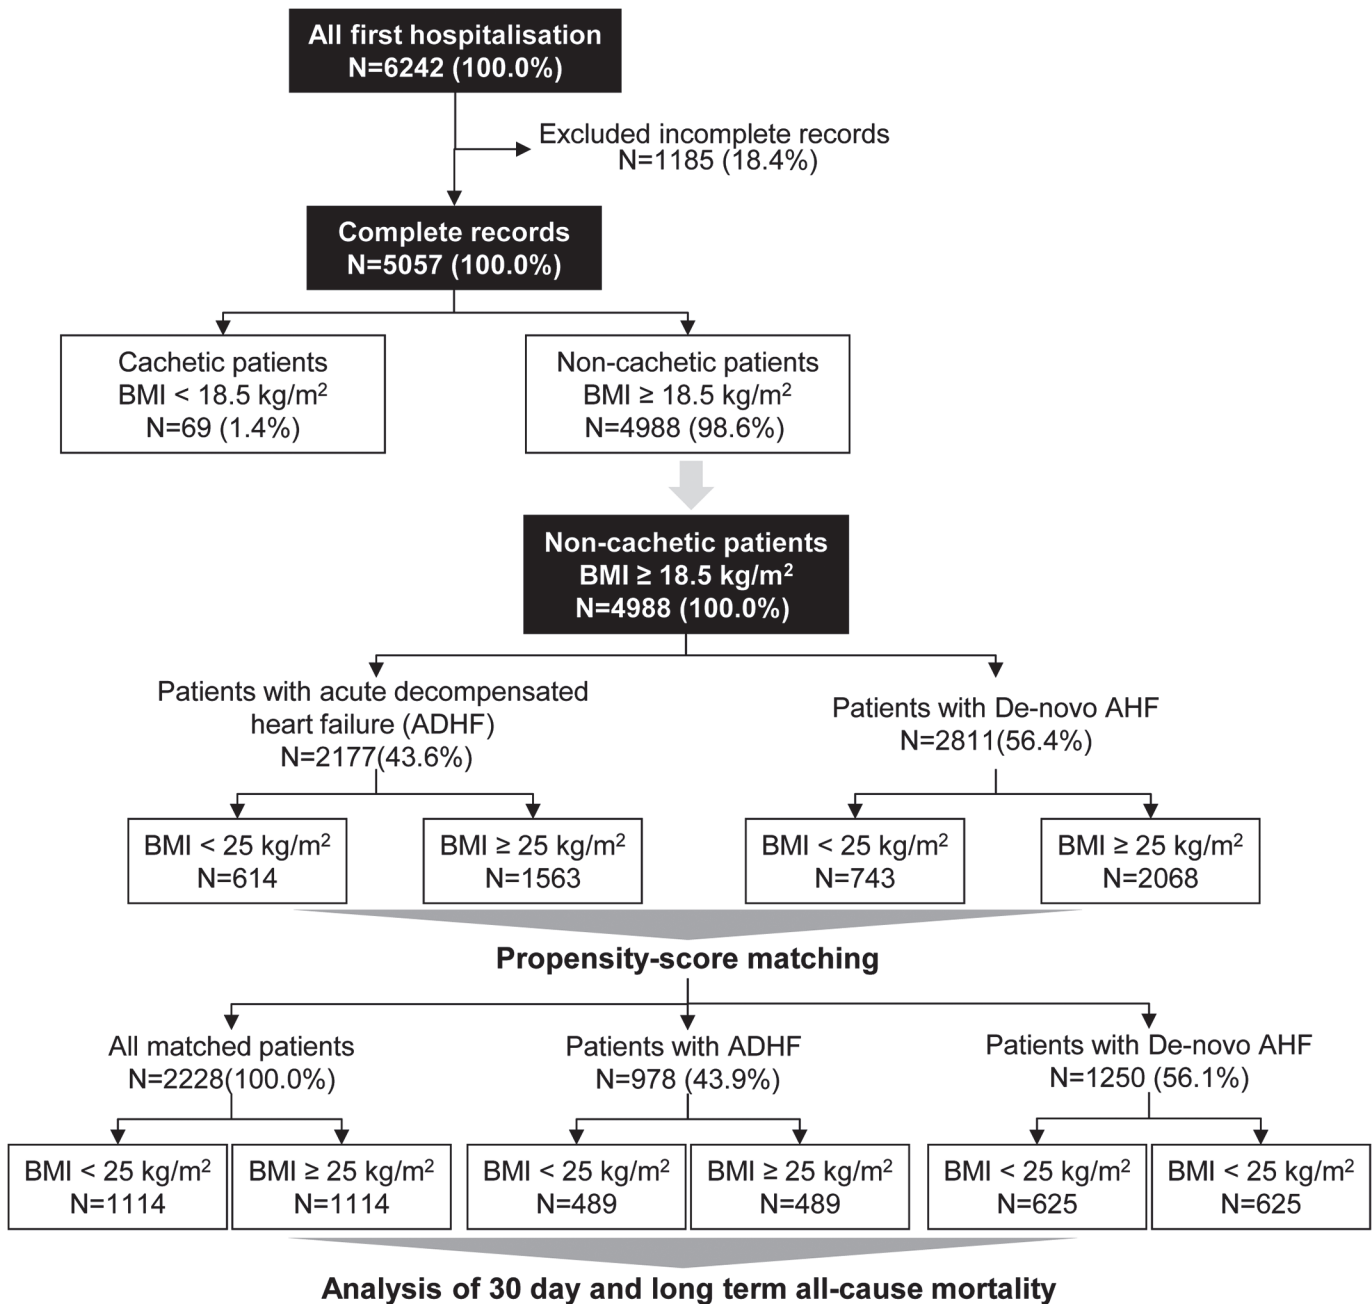 All first hospitalisation
N=6242 (100.0%)
Excluded incomplete records
N=1185 (18.4%)
Complete records
N=5057 (100.0%)
Cachetic patients
BMI < 18.5 kg/m²
N=69 (1.4%)
Non-cachetic patients
BMI ≥ 18.5 kg/m²
N=4988 (98.6%)
Non-cachetic patients
BMI ≥ 18.5 kg/m²
N=4988 (100.0%)
Patients with acute decompensated
heart failure (ADHF)
N=2177(43.6%)
Patients with De-novo AHF
N=2811(56.4%)
BMI < 25 kg/m²
N=614
BMI ≥ 25 kg/m²
N=1563
BMI < 25 kg/m²
N=743
BMI ≥ 25 kg/m²
N=2068
Propensity-score matching
All matched patients
N=2228(100.0%)
Patients with ADHF
N=978 (43.9%)
Patients with De-novo AHF
N=1250 (56.1%)
BMI < 25 kg/m²
N=1114
BMI ≥ 25 kg/m²
N=1114
BMI < 25 kg/m²
N=489
BMI ≥ 25 kg/m²
N=489
BMI < 25 kg/m²
N=625
BMI < 25 kg/m²
N=625
Analysis of 30 day and long term all-cause mortality